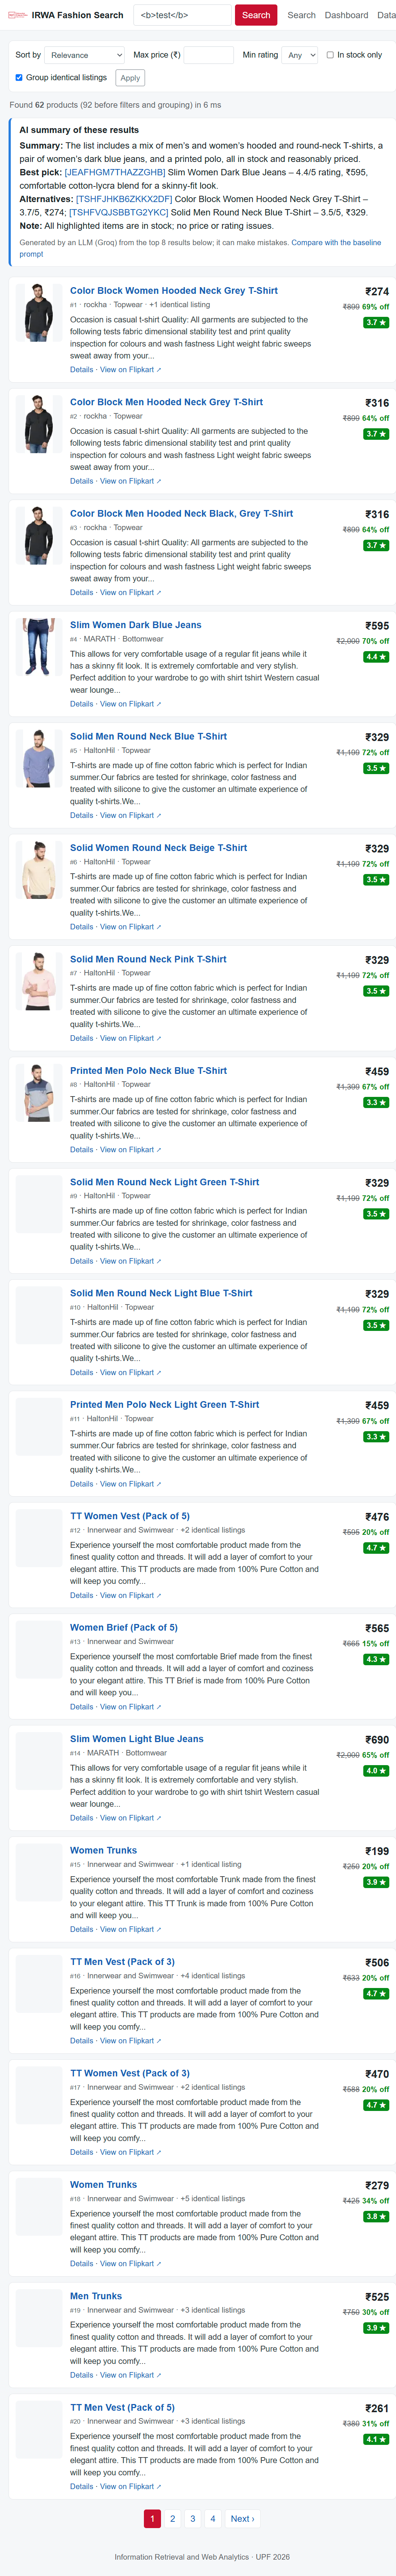 IRWA Fashion Search
<b>test</b>
Search
Search Dashboard Data
Sort by Relevance Max price (₹) Min rating Any In stock only
Group identical listings Apply
Found 62 products (92 before filters and grouping) in 6 ms
AI summary of these results
Summary: The list includes a mix of men's and women's hooded and round-neck T-shirts, a
pair of women's dark blue jeans, and a printed polo, all in stock and reasonably priced.
Best pick: [JEAFHGM7THAZZGHB] Slim Women Dark Blue Jeans – 4.4/5 rating, ₹595,
comfortable cotton-lycra blend for a skinny-fit look.
Alternatives: [TSHFJHKB6ZKKX2DF] Color Block Women Hooded Neck Grey T-Shirt –
3.7/5, ₹274; [TSHFVQJSBBTG2YKC] Solid Men Round Neck Blue T-Shirt – 3.5/5, ₹329.
Note: All highlighted items are in stock; no price or rating issues.
Generated by an LLM (Groq) from the top 8 results below; it can make mistakes. Compare with the baseline
prompt
Color Block Women Hooded Neck Grey T-Shirt ₹274
#1 · rockha · Topwear · +1 identical listing ₹899 69% off
Occasion is casual t-shirt Quality: All garments are subjected to the 3.7 ★
following tests fabric dimensional stability test and print quality
inspection for colours and wash fastness Light weight fabric sweeps
sweat away from your...
Details · View on Flipkart ↗
Color Block Men Hooded Neck Grey T-Shirt ₹316
#2 · rockha · Topwear ₹899 64% off
Occasion is casual t-shirt Quality: All garments are subjected to the 3.7 ★
following tests fabric dimensional stability test and print quality
inspection for colours and wash fastness Light weight fabric sweeps
sweat away from your...
Details · View on Flipkart ↗
Color Block Men Hooded Neck Black, Grey T-Shirt ₹316
#3 · rockha · Topwear ₹899 64% off
Occasion is casual t-shirt Quality: All garments are subjected to the 3.7 ★
following tests fabric dimensional stability test and print quality
inspection for colours and wash fastness Light weight fabric sweeps
sweat away from your...
Details · View on Flipkart ↗
Slim Women Dark Blue Jeans ₹595
#4 · MARATH · Bottomwear ₹2,000 70% off
This allows for very comfortable usage of a regular fit jeans while it 4.4 ★
has a skinny fit look. It is extremely comfortable and very stylish.
Perfect addition to your wardrobe to go with shirt tshirt Western casual
wear lounge...
Details · View on Flipkart ↗
Solid Men Round Neck Blue T-Shirt ₹329
#5 · HaltonHil · Topwear ₹1,199 72% off
T-shirts are made up of fine cotton fabric which is perfect for Indian 3.5 ★
summer.Our fabrics are tested for shrinkage, color fastness and
treated with silicone to give the customer an ultimate experience of
quality t-shirts.We...
Details · View on Flipkart ↗
Solid Women Round Neck Beige T-Shirt ₹329
#6 · HaltonHil · Topwear ₹1,199 72% off
T-shirts are made up of fine cotton fabric which is perfect for Indian 3.5 ★
summer.Our fabrics are tested for shrinkage, color fastness and
treated with silicone to give the customer an ultimate experience of
quality t-shirts.We...
Details · View on Flipkart ↗
Solid Men Round Neck Pink T-Shirt ₹329
#7 · HaltonHil · Topwear ₹1,199 72% off
T-shirts are made up of fine cotton fabric which is perfect for Indian 3.5 ★
summer.Our fabrics are tested for shrinkage, color fastness and
treated with silicone to give the customer an ultimate experience of
quality t-shirts.We...
Details · View on Flipkart ↗
Printed Men Polo Neck Blue T-Shirt ₹459
#8 · HaltonHil · Topwear ₹1,399 67% off
T-shirts are made up of fine cotton fabric which is perfect for Indian 3.3 ★
summer.Our fabrics are tested for shrinkage, color fastness and
treated with silicone to give the customer an ultimate experience of
quality t-shirts.We...
Details · View on Flipkart ↗
Solid Men Round Neck Light Green T-Shirt ₹329
#9 · HaltonHil · Topwear ₹1,199 72% off
T-shirts are made up of fine cotton fabric which is perfect for Indian 3.5 ★
summer.Our fabrics are tested for shrinkage, color fastness and
treated with silicone to give the customer an ultimate experience of
quality t-shirts.We...
Details · View on Flipkart ↗
Solid Men Round Neck Light Blue T-Shirt ₹329
#10 · HaltonHil · Topwear ₹1,199 72% off
T-shirts are made up of fine cotton fabric which is perfect for Indian 3.5 ★
summer.Our fabrics are tested for shrinkage, color fastness and
treated with silicone to give the customer an ultimate experience of
quality t-shirts.We...
Details · View on Flipkart ↗
Printed Men Polo Neck Light Green T-Shirt ₹459
#11 · HaltonHil · Topwear ₹1,399 67% off
T-shirts are made up of fine cotton fabric which is perfect for Indian 3.3 ★
summer.Our fabrics are tested for shrinkage, color fastness and
treated with silicone to give the customer an ultimate experience of
quality t-shirts.We...
Details · View on Flipkart ↗
TT Women Vest (Pack of 5) ₹476
#12 · Innerwear and Swimwear · +2 identical listings ₹595 20% off
Experience yourself the most comfortable product made from the 4.7 ★
finest quality cotton and threads. It will add a layer of comfort to your
elegant attire. This TT products are made from 100% Pure Cotton and
will keep you comfy...
Details · View on Flipkart ↗
Women Brief (Pack of 5) ₹565
#13 · Innerwear and Swimwear ₹665 15% off
Experience yourself the most comfortable Brief made from the finest 4.3 ★
quality cotton and threads. It will add a layer of comfort and coziness
to your elegant attire. This TT Brief is made from 100% Pure Cotton
and will keep you...
Details · View on Flipkart ↗
Slim Women Light Blue Jeans ₹690
#14 · MARATH · Bottomwear ₹2,000 65% off
This allows for very comfortable usage of a regular fit jeans while it 4.0 ★
has a skinny fit look. It is extremely comfortable and very stylish.
Perfect addition to your wardrobe to go with shirt tshirt Western casual
wear lounge...
Details · View on Flipkart ↗
Women Trunks ₹199
#15 · Innerwear and Swimwear · +1 identical listing ₹250 20% off
Experience yourself the most comfortable Trunk made from the finest 3.9 ★
quality cotton and threads. It will add a layer of comfort and coziness
to your elegant attire. This TT Trunk is made from 100% Pure Cotton
and will keep you...
Details · View on Flipkart ↗
TT Men Vest (Pack of 3) ₹506
#16 · Innerwear and Swimwear · +4 identical listings ₹633 20% off
Experience yourself the most comfortable product made from the 4.7 ★
finest quality cotton and threads. It will add a layer of comfort to your
elegant attire. This TT products are made from 100% Pure Cotton and
will keep you comfy...
Details · View on Flipkart ↗
TT Women Vest (Pack of 3) ₹470
#17 · Innerwear and Swimwear · +2 identical listings ₹588 20% off
Experience yourself the most comfortable product made from the 4.7 ★
finest quality cotton and threads. It will add a layer of comfort to your
elegant attire. This TT products are made from 100% Pure Cotton and
will keep you comfy...
Details · View on Flipkart ↗
Women Trunks ₹279
#18 · Innerwear and Swimwear · +5 identical listings ₹425 34% off
Experience yourself the most comfortable product made from the 3.8 ★
finest quality cotton and threads. It will add a layer of comfort to your
elegant attire. This TT products are made from 100% Pure Cotton and
will keep you comfy...
Details · View on Flipkart ↗
Men Trunks ₹525
#19 · Innerwear and Swimwear · +3 identical listings ₹750 30% off
Experience yourself the most comfortable product made from the 3.9 ★
finest quality cotton and threads. It will add a layer of comfort to your
elegant attire. This TT products are made from 100% Pure Cotton and
will keep you comfy...
Details · View on Flipkart ↗
TT Men Vest (Pack of 5) ₹261
#20 · Innerwear and Swimwear · +3 identical listings ₹380 31% off
Experience yourself the most comfortable product made from the 4.1 ★
finest quality cotton and threads. It will add a layer of comfort to your
elegant attire. This TT products are made from 100% Pure Cotton and
will keep you comfy...
Details · View on Flipkart ↗
1 2 3 4 Next ›
Information Retrieval and Web Analytics · UPF 2026